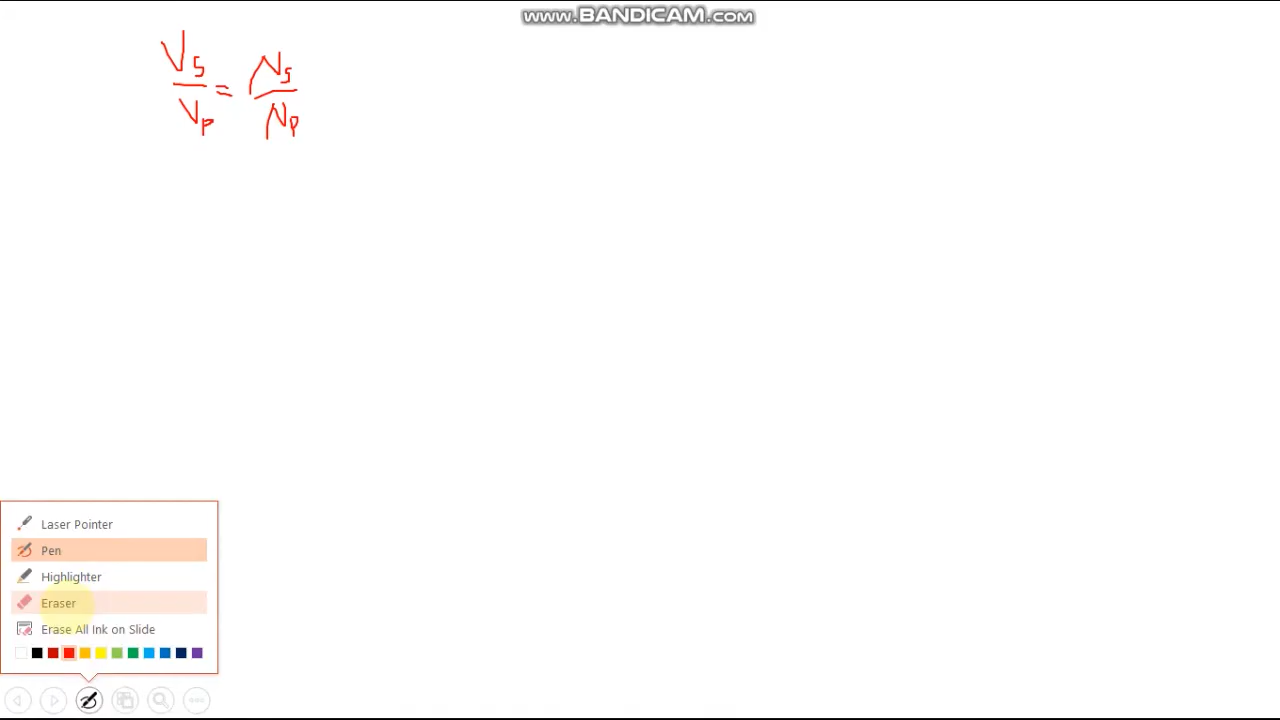 www.BANDICAM.com
Vs/Vp = Ns/Np
Laser Pointer
Pen
Highlighter
Eraser
Erase All Ink on Slide